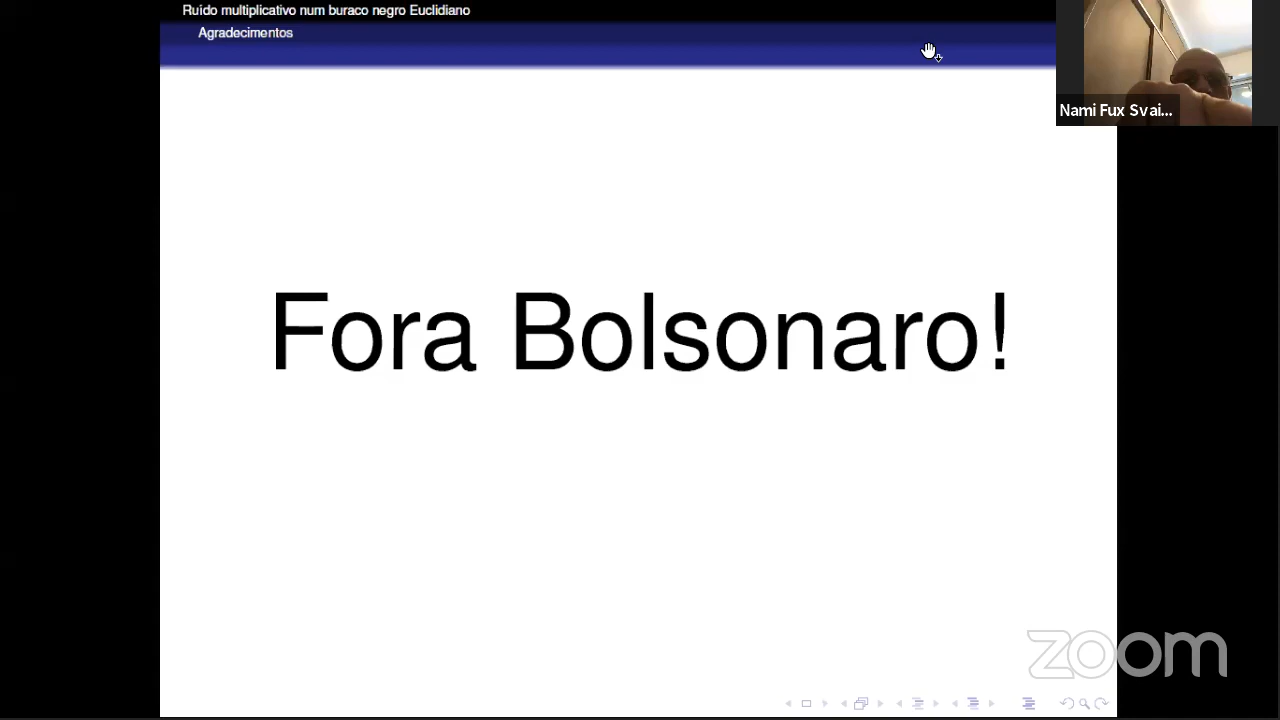 Ruído multiplicativo num buraco negro Euclidiano
Agradecimentos
Nami Fux Svai...
Fora Bolsonaro!
zoom